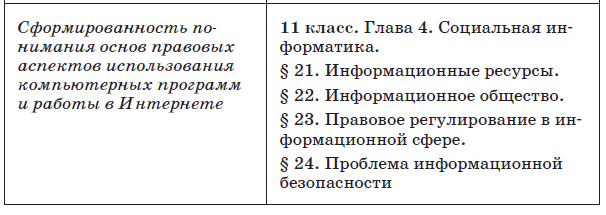 Сформированность по-
нимания основ правовых
аспектов использования
компьютерных программ
и работы в Интернете
11 класс. Глава 4. Социальная ин-
форматика.
§ 21. Информационные ресурсы.
§ 22. Информационное общество.
§ 23. Правовое регулирование в ин-
формационной сфере.
§ 24. Проблема информационной
безопасности